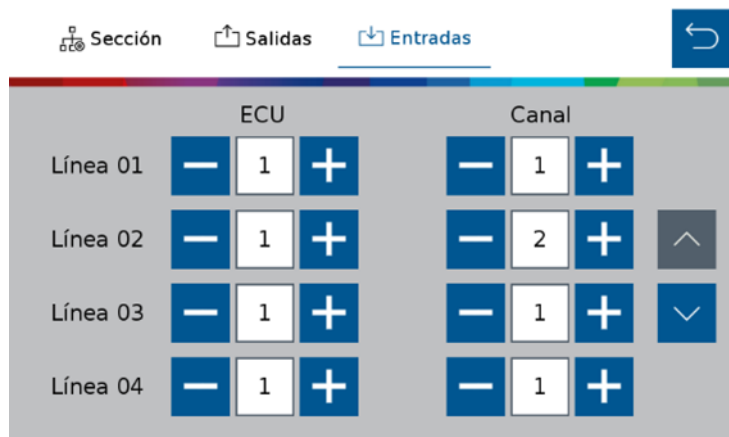 Sección Salidas Entradas
ECU Canal
Línea 01 1 1
Línea 02 1 2
Línea 03 1 1
Línea 04 1 1